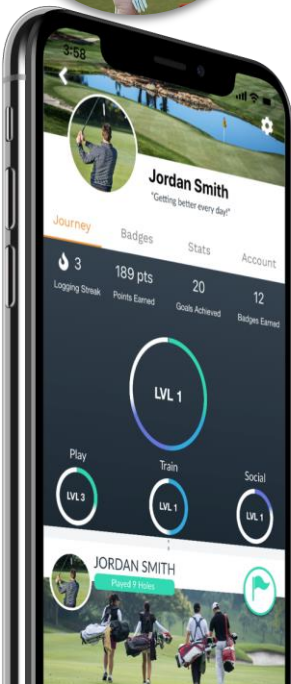 3:58
Jordan Smith
"Getting better every day!"
Journey Badges Stats Account
3 189 pts 20 12
Logging Streak Points Earned Goals Achieved Badges Earned
LVL 1
Play Train Social
LVL 3 LVL 1 LVL 1
JORDAN SMITH
Played 9 Holes